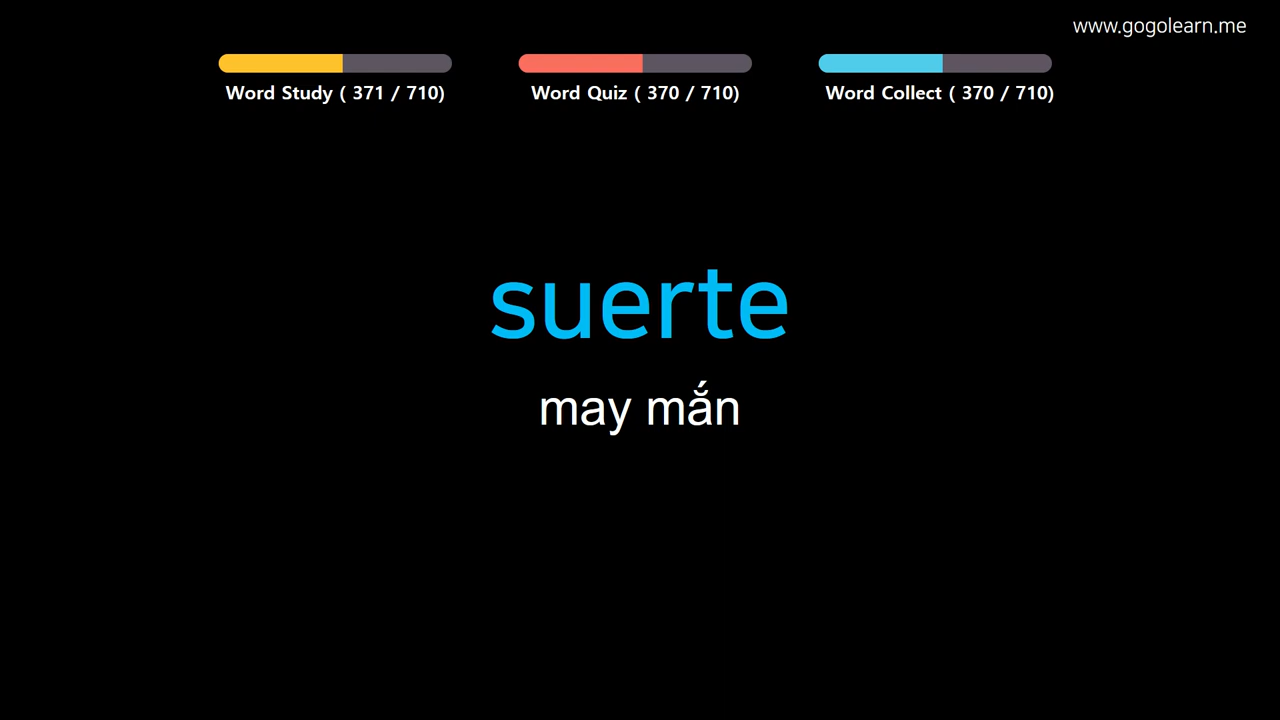 www.gogolearn.me
Word Study ( 371 / 710)
Word Quiz ( 370 / 710)
Word Collect ( 370 / 710)
suerte
may mắn